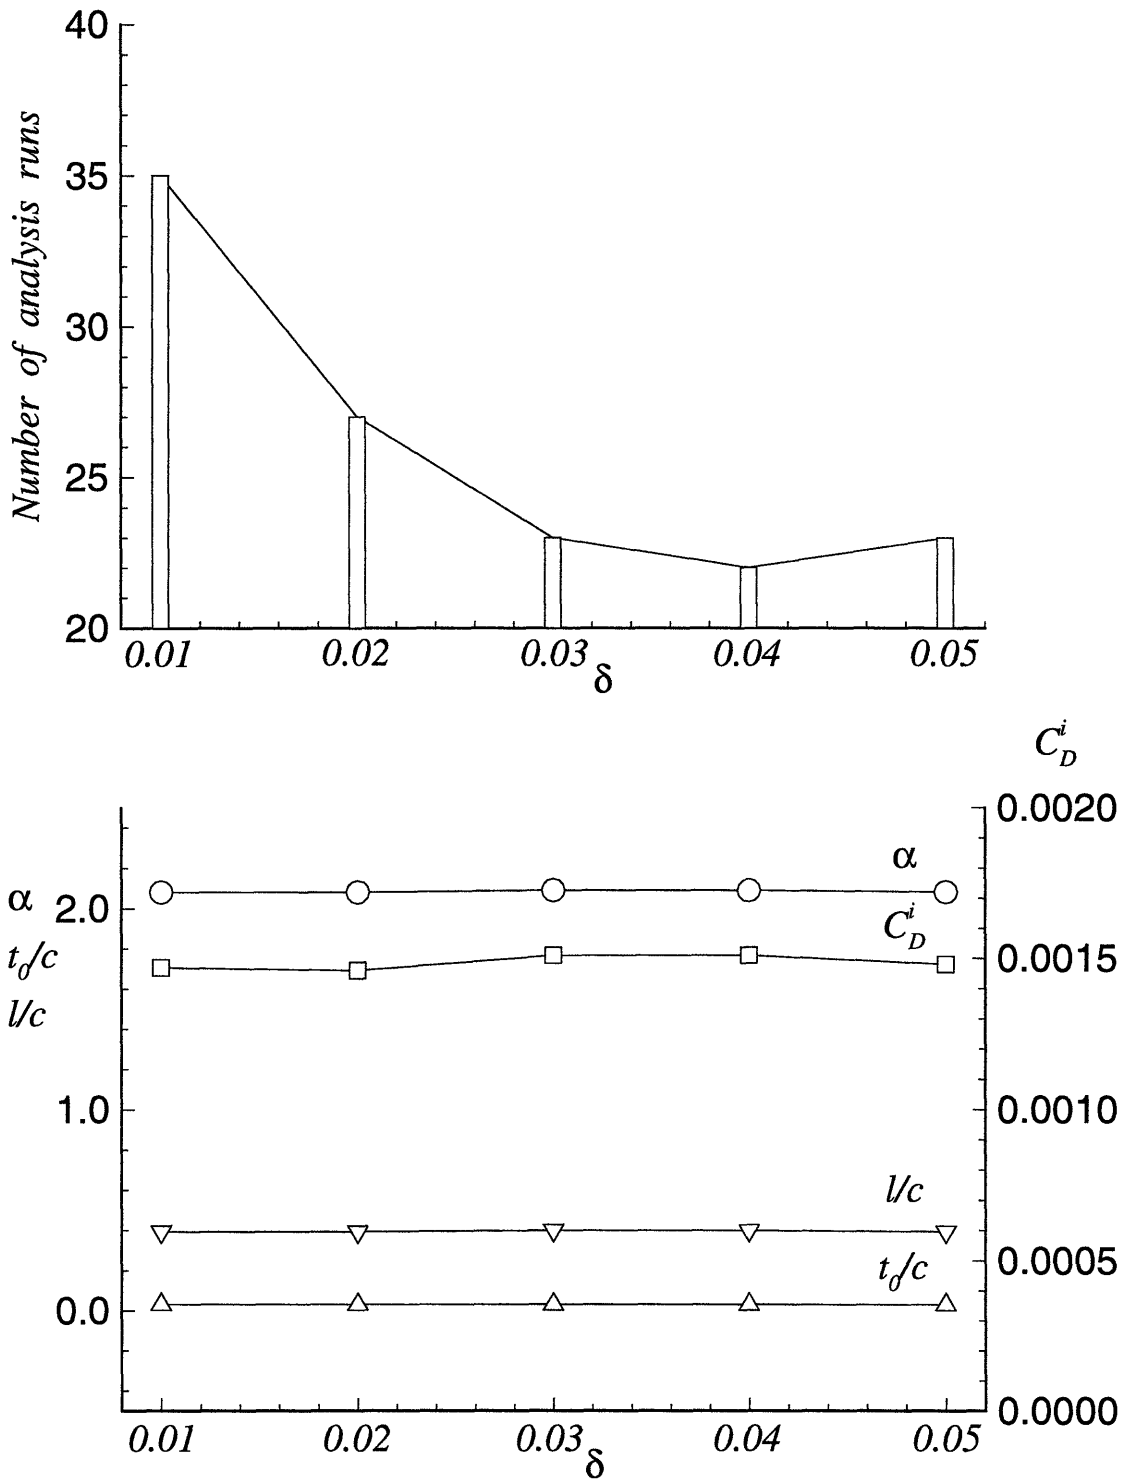 40
35
30
25
20
Number of analysis runs
0.01 0.02 0.03 0.04 0.05
δ
C_D^i
α
t_0/c
l/c
2.0
1.0
0.0
0.0020
0.0015
0.0010
0.0005
0.0000
α
C_D^i
l/c
t_0/c
0.01 0.02 0.03 0.04 0.05
δ